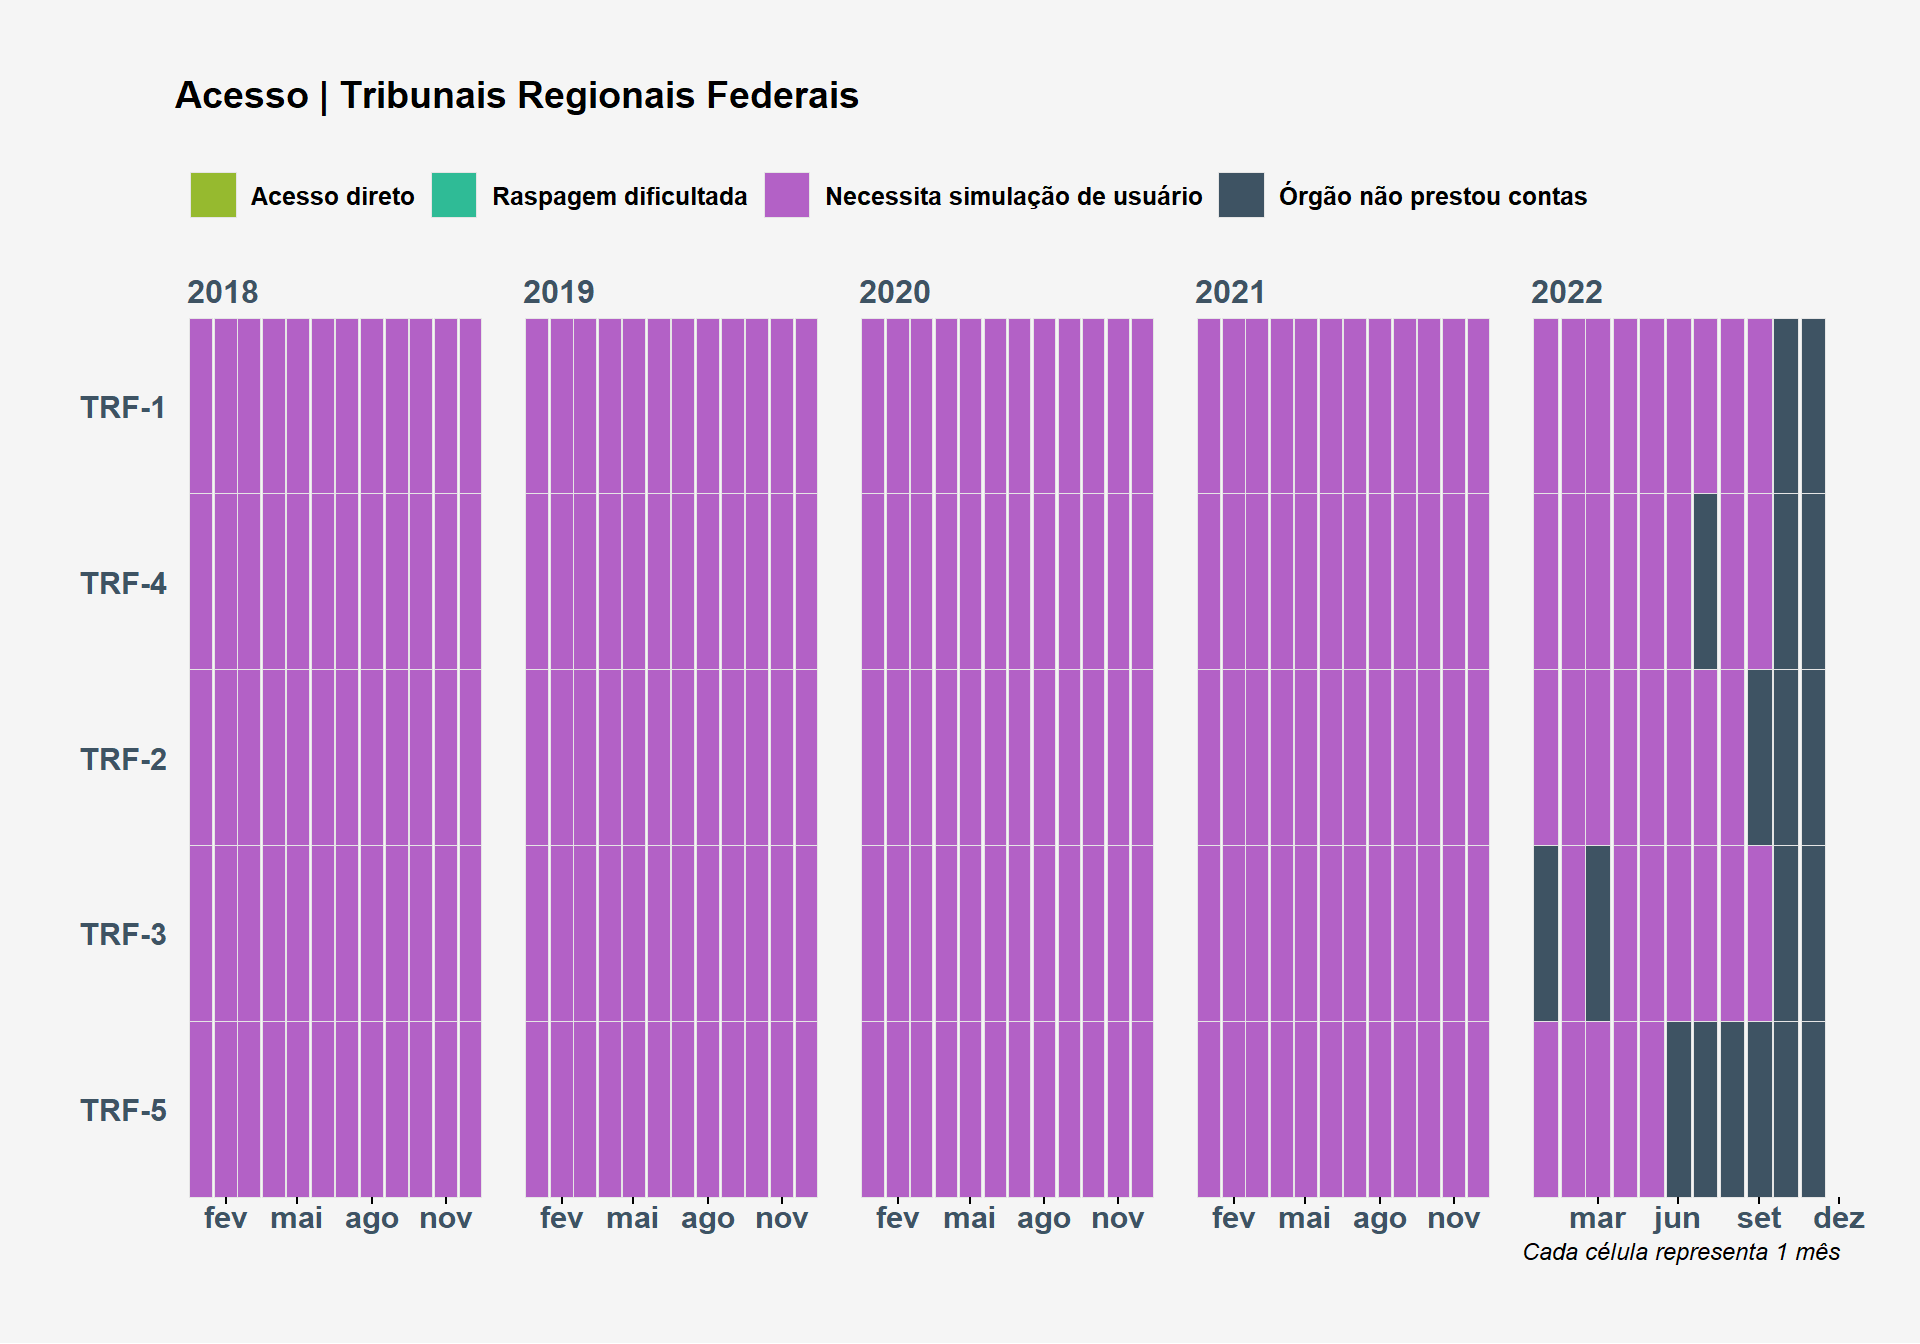 Acesso | Tribunais Regionais Federais
Acesso direto Raspagem dificultada Necessita simulação de usuário Órgão não prestou contas
2018 2019 2020 2021 2022
TRF-1
TRF-4
TRF-2
TRF-3
TRF-5
fev mai ago nov fev mai ago nov fev mai ago nov fev mai ago nov mar jun set dez
Cada célula representa 1 mês